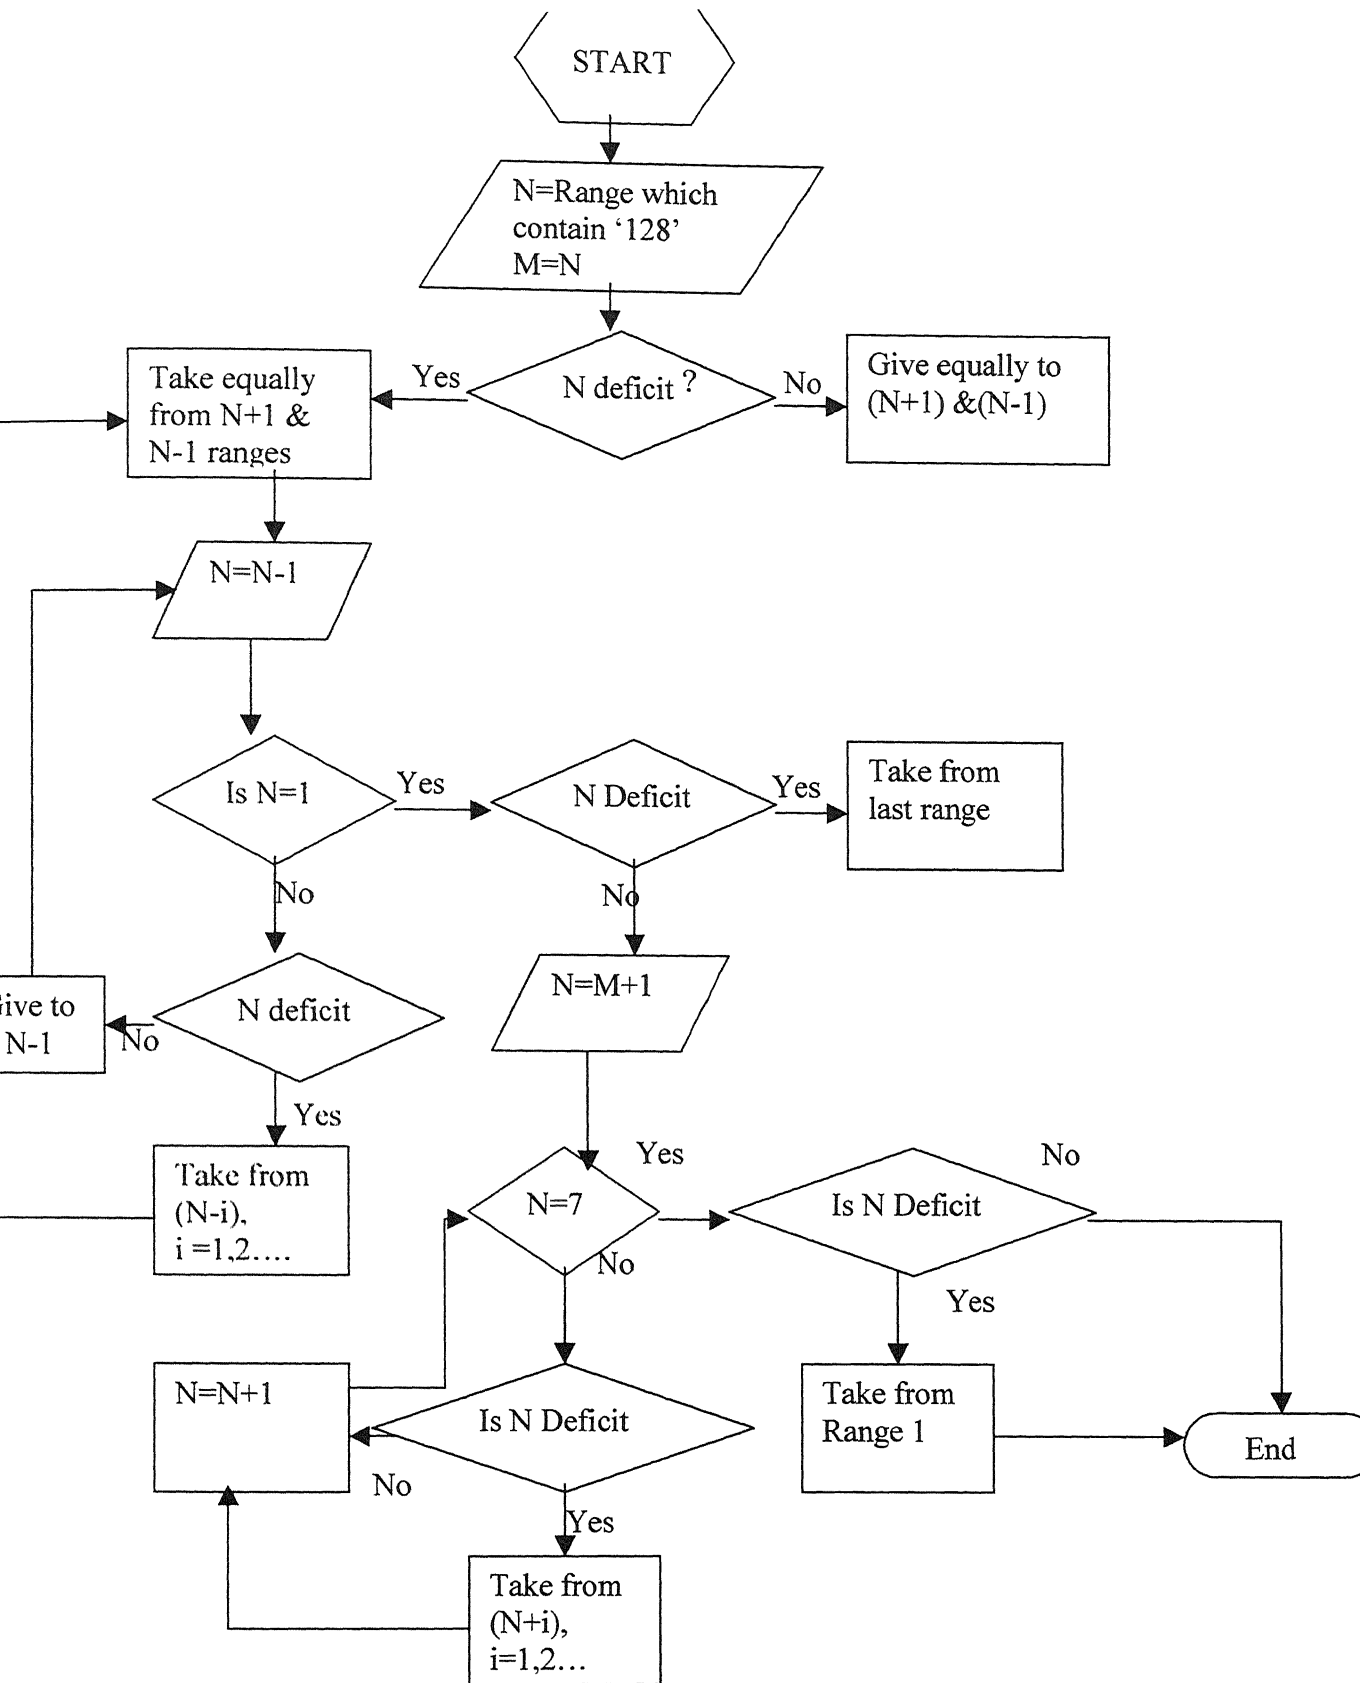 START
N=Range which
contain ‘128’
M=N
Take equally
from N+1 &
N-1 ranges
Yes
N deficit ?
No
Give equally to
(N+1) &(N-1)
N=N-1
Is N=1
Yes
N Deficit
Yes
Take from
last range
No
No
N=M+1
ive to
N-1
No
N deficit
Yes
Take from
(N-i),
i =1,2....
N=7
Yes
Is N Deficit
No
No
Yes
N=N+1
Is N Deficit
No
Take from
Range 1
End
Yes
Take from
(N+i),
i=1,2...